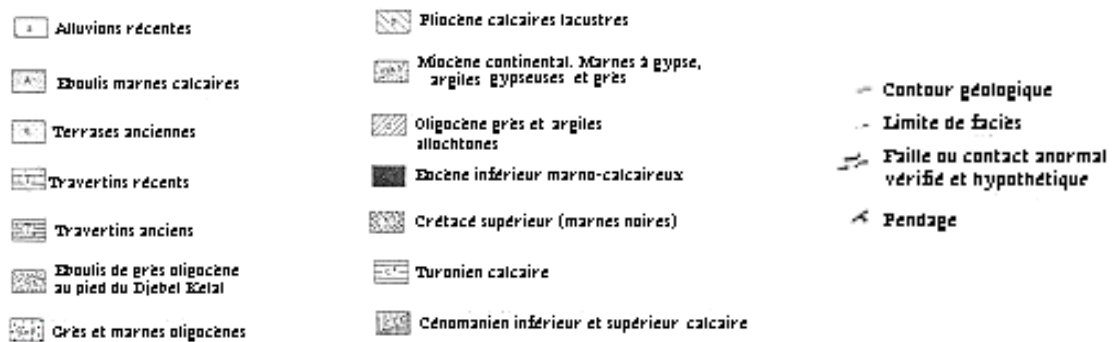 Alluvions récentes
Eboulis marnes calcaires
Terrases anciennes
Travertins récents
Travertins anciens
Eboulis de grès oligocène
au pied du Djebel Kelal
Grès et marnes oligocènes
Pliocène calcaires lacustres
Miocène continental. Marnes à gypse,
argiles gypseuses et grès
Oligocène grès et argiles
allochtones
Eocène inférieur marno-calcaireux
Crétacé supérieur (marnes noires)
Turonien calcaire
Cénomanien inférieur et supérieur calcaire
Contour géologique
Limite de faciès
Faille ou contact anormal
vérifié et hypothétique
Pendage